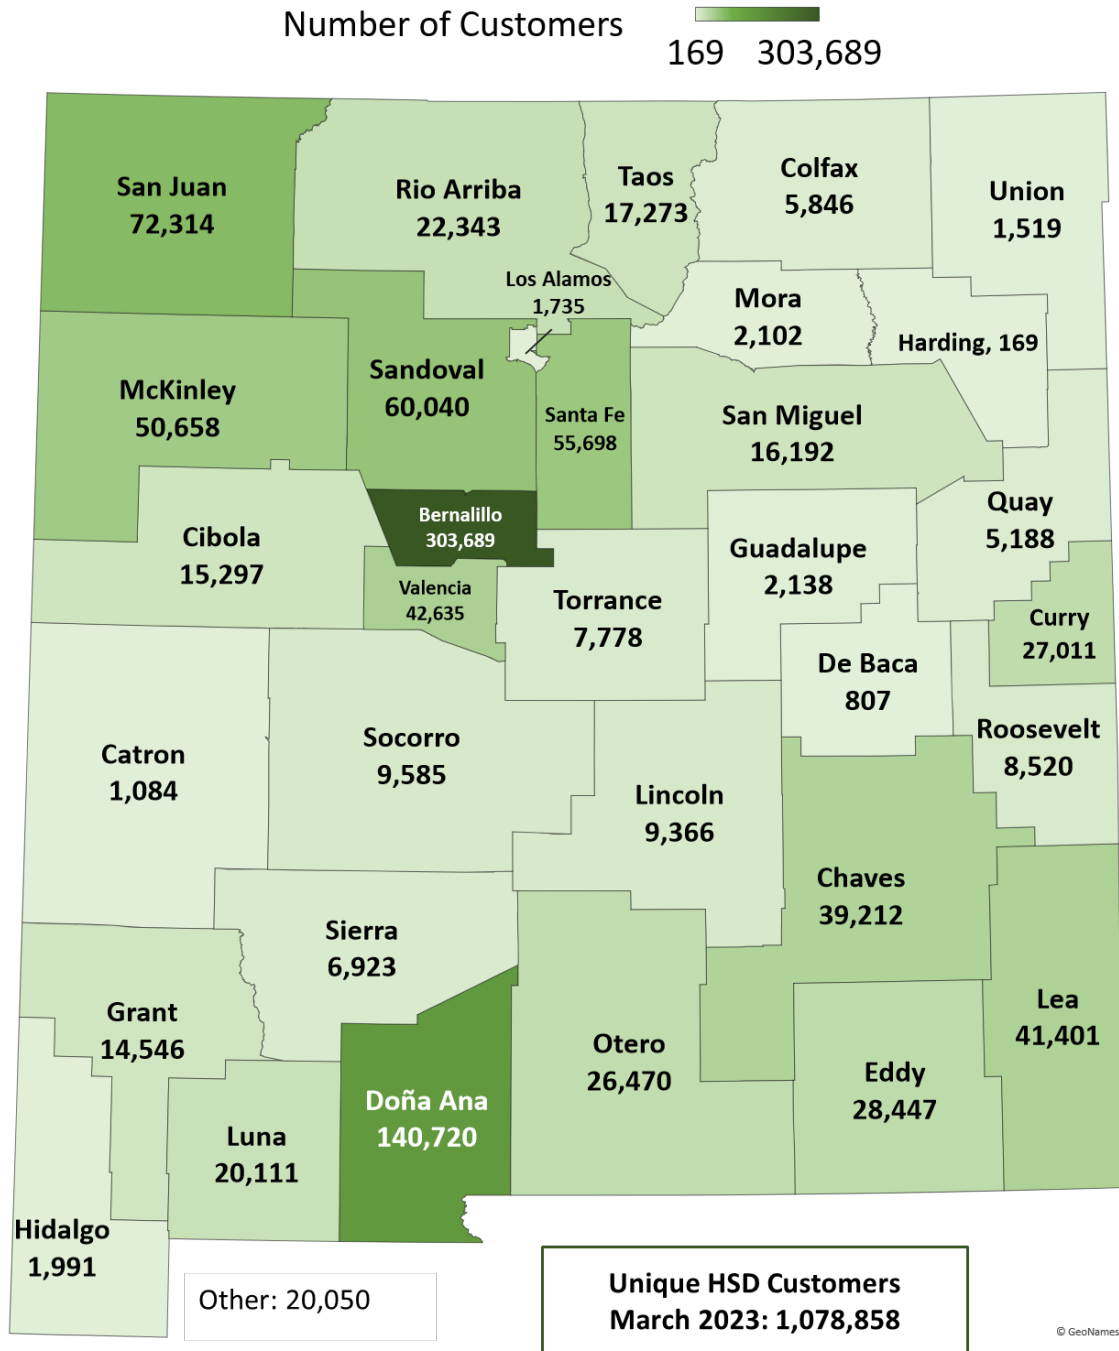 Number of Customers
169 303,689
San Juan
72,314
Rio Arriba
22,343
Taos
17,273
Colfax
5,846
Union
1,519
Los Alamos
1,735
Mora
2,102
Harding, 169
McKinley
50,658
Sandoval
60,040
Santa Fe
55,698
San Miguel
16,192
Quay
5,188
Bernalillo
303,689
Cibola
15,297
Valencia
42,635
Guadalupe
2,138
Torrance
7,778
Curry
27,011
De Baca
807
Roosevelt
8,520
Catron
1,084
Socorro
9,585
Lincoln
9,366
Chaves
39,212
Sierra
6,923
Grant
14,546
Lea
41,401
Otero
26,470
Eddy
28,447
Doña Ana
140,720
Luna
20,111
Hidalgo
1,991
Other: 20,050
Unique HSD Customers
March 2023: 1,078,858
© GeoNames